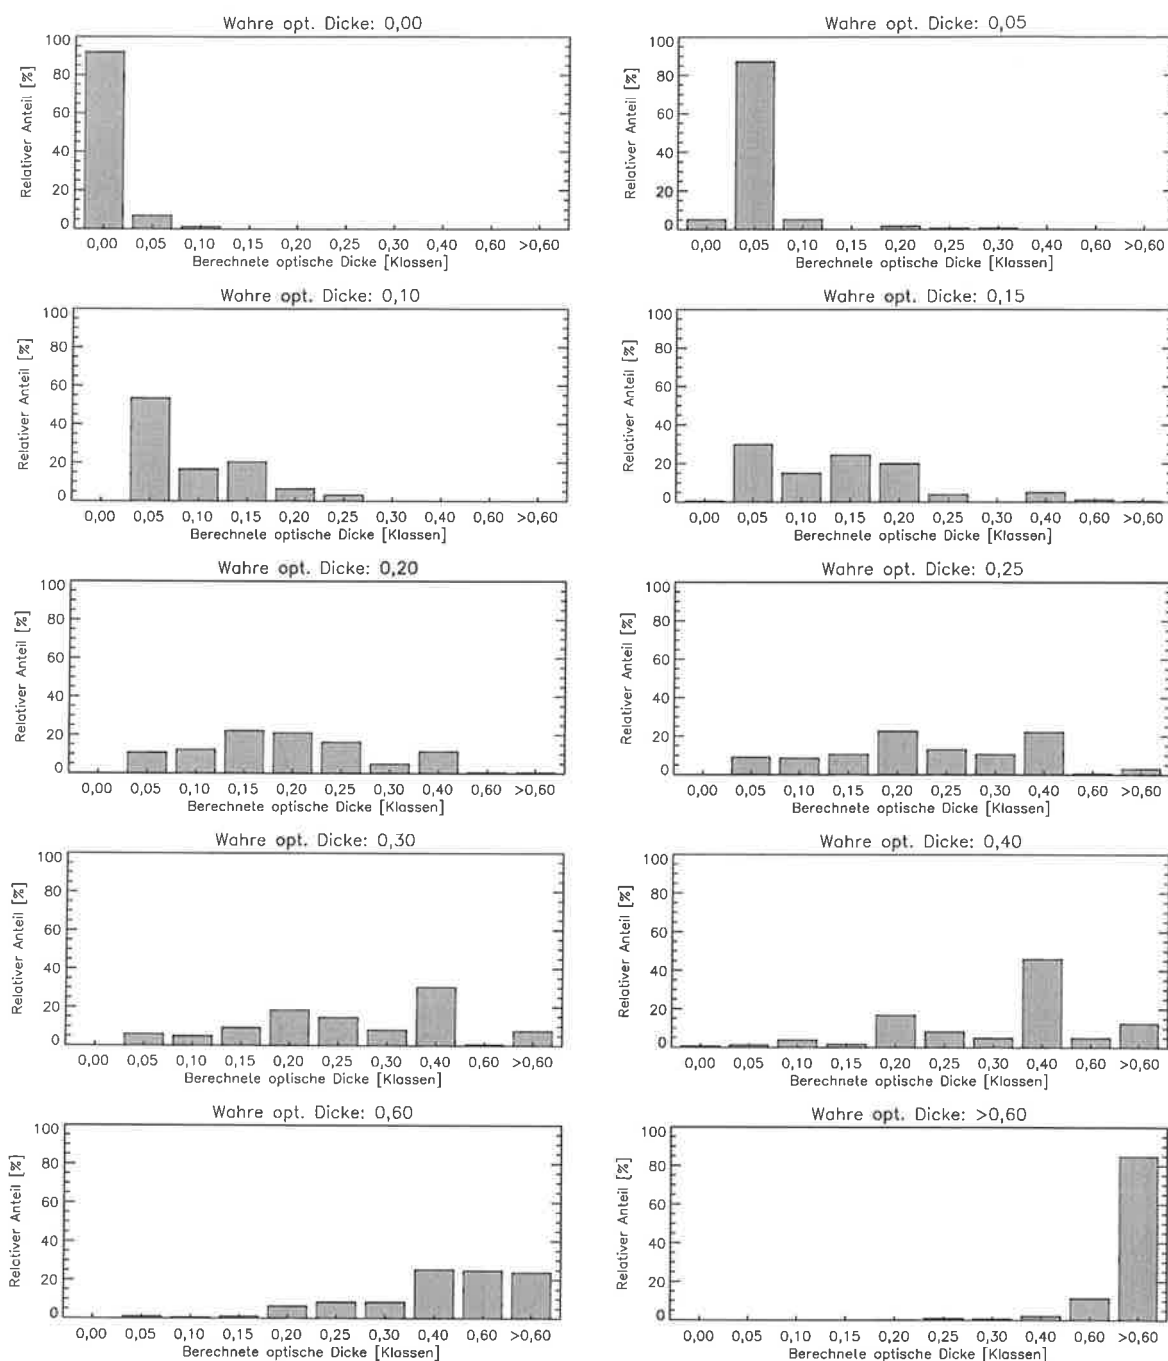 Wahre opt. Dicke: 0,00
Relativer Anteil [%]
100
80
60
40
20
0
0,00 0,05 0,10 0,15 0,20 0,25 0,30 0,40 0,60 >0,60
Berechnete optische Dicke [Klassen]
Wahre opt. Dicke: 0,05
Relativer Anteil [%]
100
80
60
40
20
0
0,00 0,05 0,10 0,15 0,20 0,25 0,30 0,40 0,60 >0,60
Berechnete optische Dicke [Klassen]
Wahre opt. Dicke: 0,10
Relativer Anteil [%]
100
80
60
40
20
0
0,00 0,05 0,10 0,15 0,20 0,25 0,30 0,40 0,60 >0,60
Berechnete optische Dicke [Klassen]
Wahre opt. Dicke: 0,15
Relativer Anteil [%]
100
80
60
40
20
0
0,00 0,05 0,10 0,15 0,20 0,25 0,30 0,40 0,60 >0,60
Berechnete optische Dicke [Klassen]
Wahre opt. Dicke: 0,20
Relativer Anteil [%]
100
80
60
40
20
0
0,00 0,05 0,10 0,15 0,20 0,25 0,30 0,40 0,60 >0,60
Berechnete optische Dicke [Klassen]
Wahre opt. Dicke: 0,25
Relativer Anteil [%]
100
80
60
40
20
0
0,00 0,05 0,10 0,15 0,20 0,25 0,30 0,40 0,60 >0,60
Berechnete optische Dicke [Klassen]
Wahre opt. Dicke: 0,30
Relativer Anteil [%]
100
80
60
40
20
0
0,00 0,05 0,10 0,15 0,20 0,25 0,30 0,40 0,60 >0,60
Berechnete optische Dicke [Klassen]
Wahre opt. Dicke: 0,40
Relativer Anteil [%]
100
80
60
40
20
0
0,00 0,05 0,10 0,15 0,20 0,25 0,30 0,40 0,60 >0,60
Berechnete optische Dicke [Klassen]
Wahre opt. Dicke: 0,60
Relativer Anteil [%]
100
80
60
40
20
0
0,00 0,05 0,10 0,15 0,20 0,25 0,30 0,40 0,60 >0,60
Berechnete optische Dicke [Klassen]
Wahre opt. Dicke: >0,60
Relativer Anteil [%]
100
80
60
40
20
0
0,00 0,05 0,10 0,15 0,20 0,25 0,30 0,40 0,60 >0,60
Berechnete optische Dicke [Klassen]